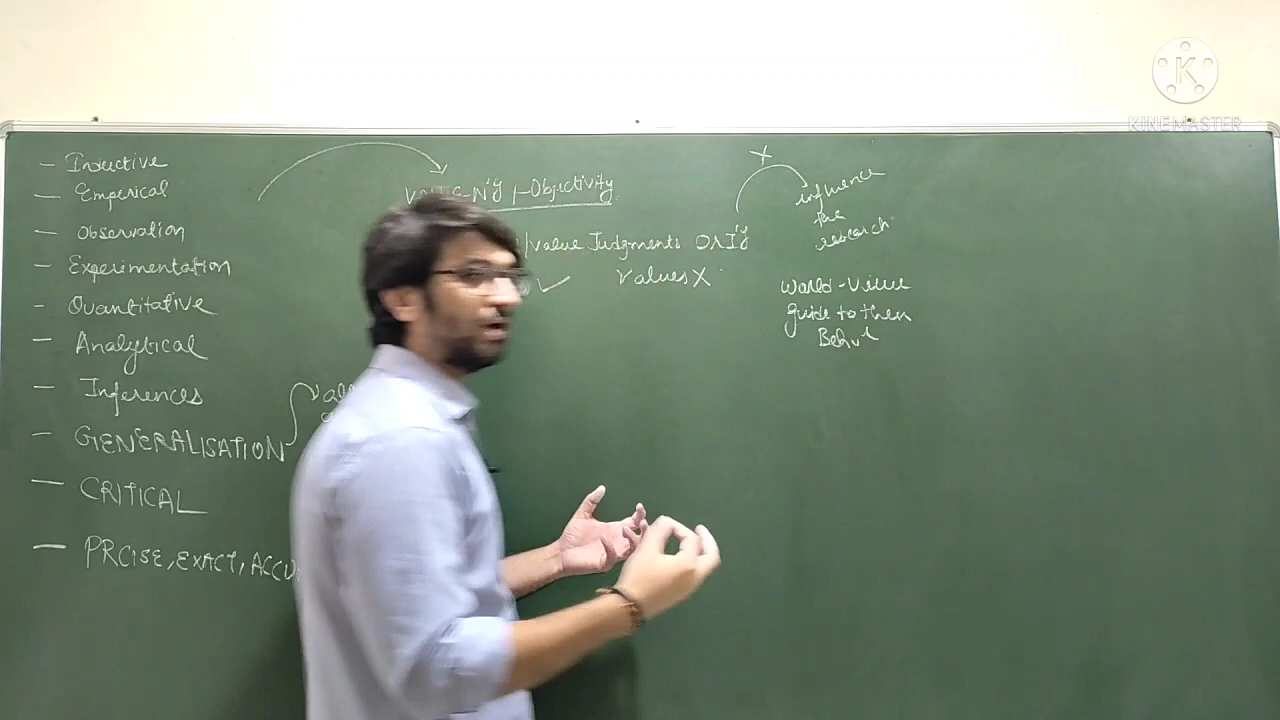 - Inductive
- Emperical
- Observation
- Experimentation
- Quantitative
- Analytical
- Inferences
- GENERALISATION
- CRITICAL
- PRCISE, EXACT, ACCU
-Objectivity
/Value Judgments
values X
X
influence
the
research
World-View
guide to their
K
KINEMASTER